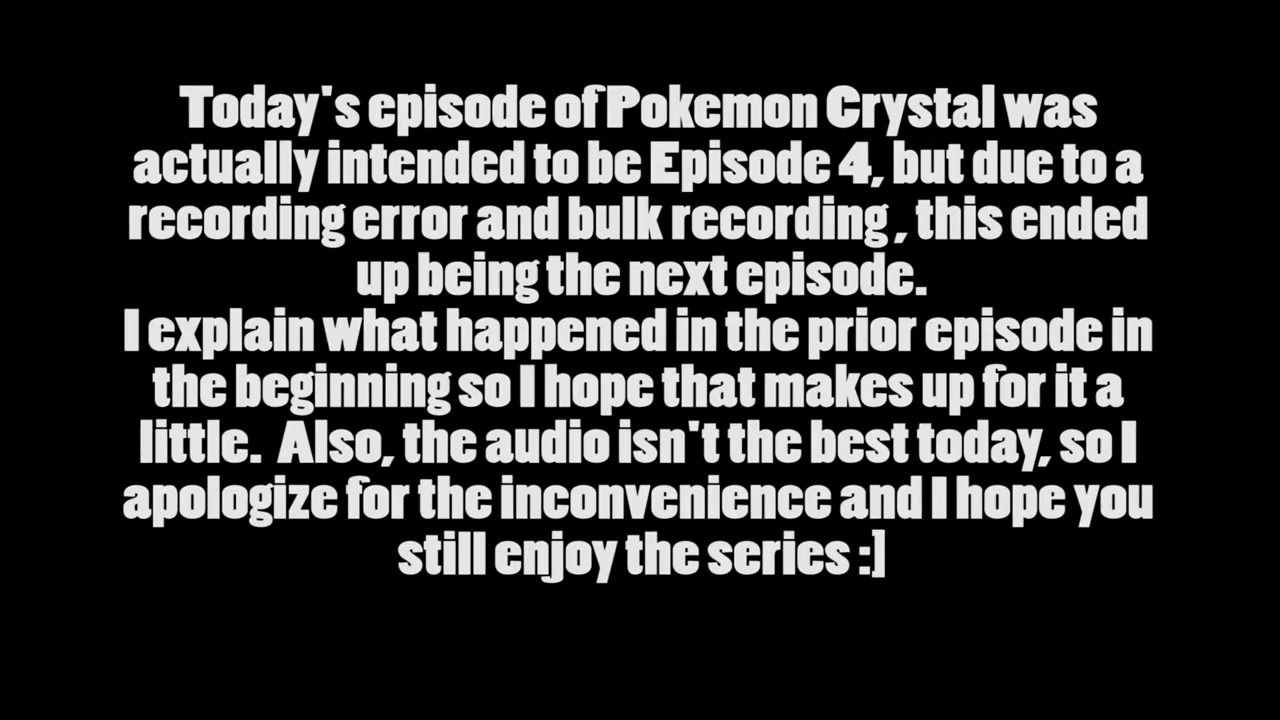 Today's episode of Pokemon Crystal was
actually intended to be Episode 4, but due to a
recording error and bulk recording , this ended
up being the next episode.
I explain what happened in the prior episode in
the beginning so I hope that makes up for it a
little.  Also, the audio isn't the best today, so I
apologize for the inconvenience and I hope you
still enjoy the series :]